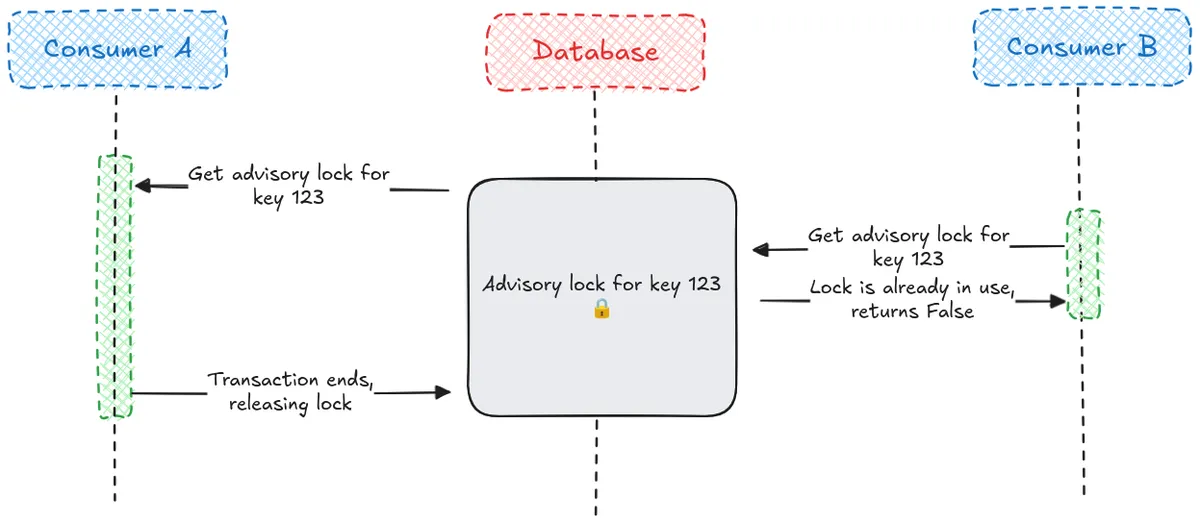 Consumer A
Database
Consumer B
Get advisory lock for
key 123
Get advisory lock for
key 123
Advisory lock for key 123
Lock is already in use,
returns False
Transaction ends,
releasing lock